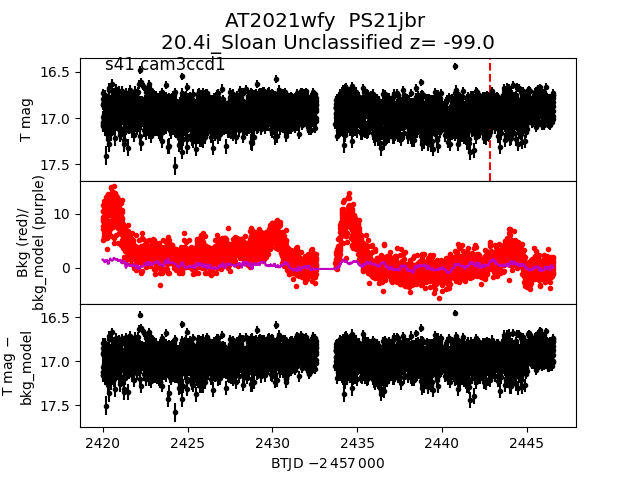 AT2021wfy  PS21jbr
20.4i_Sloan Unclassified z= -99.0
s41 cam3ccd1
16.5
17.0
17.5
T mag
10
0
Bkg (red)/
bkg_model (purple)
16.5
17.0
17.5
T mag −
bkg_model
2420
2425
2430
2435
2440
2445
BTJD −2 457 000